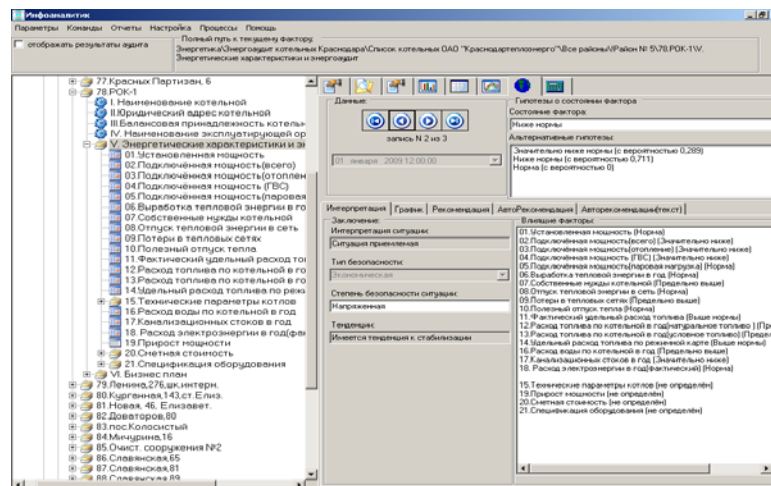 Инфоаналитик
Параметры Команды Отчеты Настройка Процессы Помощь
отображать результаты аудита
Полный путь к текущему фактору:
Энергетика\Энергоаудит котельных Краснодара\Список котельных ОАО "Краснодартеплоэнерго"\Все районы\Район № 5\78.РОК-1\V.
Энергетические характеристики и энергоаудит
77.Красных Партизан, 6
78.РОК-1
I. Наименование котельной
II.Юридический адрес котельной
III.Балансовая принадлежность котельн
IV. Наименование эксплуатирующей ор
V. Энергетические характеристики и эн
01.Установленная мощность
02.Подключённая мощность(всего)
03.Подключённая мощность(отоплен
04.Подключённая мощность (ГВС)
05.Подключённая мощность(паровая
06.Выработка тепловой энергии в го
07.Собственные нужды котельной
08.Отпуск тепловой энергии в сеть
09.Потери в тепловых сетях
10.Полезный отпуск тепла
11.Фактический удельный расход то
12.Расход топлива по котельной в го
13.Расход топлива по котельной в го
14.Удельный расход топлива по режи
15.Технические параметры котлов
16.Расход воды по котельной в год
17.Канализационных стоков в год
18. Расход электроэнергии в год(фак
19.Прирост мощности
20.Сметная стоимость
21.Спецификация оборудования
VI. Бизнес план
79.Ленина,276,шк.интерн.
80.Курганная,143,ст.Елиз.
81.Новая, 46, Елизавет.
82.Доваторов,80
83.пос.Колосистый
84.Мичурина,16
85.Очист. сооружения №2
86.Славянская,65
87.Славянская,81
88.Славянская,89
Данные:
запись N 2 из 3
01 января 2009 12:00:00
Гипотезы о состоянии фактора
Состояние фактора:
Ниже нормы
Альтернативные гипотезы:
Значительно ниже нормы (с вероятностью 0,289)
Ниже нормы (с вероятностью 0,711)
Норма (с вероятностью 0)
Интерпретация График Рекомендация АвтоРекомендация Авторекомендации(текст)
Заключение:
Интерпретация ситуации:
Ситуация приемлемая
Тип безопасности:
Экономическая
Степень безопасности ситуации:
Напряженная
Тенденции:
Имеется тенденция к стабилизации
Влияющие факторы:
01.Установленная мощность (Норма)
02.Подключённая мощность(всего) (Значительно ниже)
03.Подключённая мощность(отопление) (Значительно ниже)
04.Подключённая мощность (ГВС) (Значительно ниже)
05.Подключённая мощность(паровая нагрузка) (Норма)
06.Выработка тепловой энергии в год (Норма)
07.Собственные нужды котельной (Предельно выше)
08.Отпуск тепловой энергии в сеть (Норма)
09.Потери в тепловых сетях (Предельно выше)
10.Полезный отпуск тепла (Норма)
11.Фактический удельный расход топлива (Выше нормы)
12.Расход топлива по котельной в год(натуральное топливо ) (Пре
13.Расход топлива по котельной в год(условное топливо) (Предел
14.Удельный расход топлива по режимной карте (Выше нормы)
16.Расход воды по котельной в год (Предельно выше)
17.Канализационных стоков в год (Значительно ниже)
18. Расход электроэнергии в год(фактический) (Норма)
15.Технические параметры котлов (не определён)
19.Прирост мощности (не определён)
20.Сметная стоимость (не определён)
21.Спецификация оборудования (не определён)